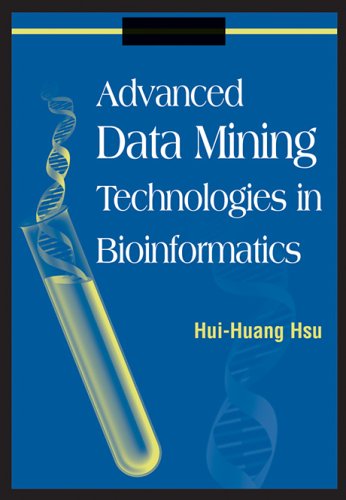 Advanced
Data Mining
Technologies in
Bioinformatics
Hui-Huang Hsu